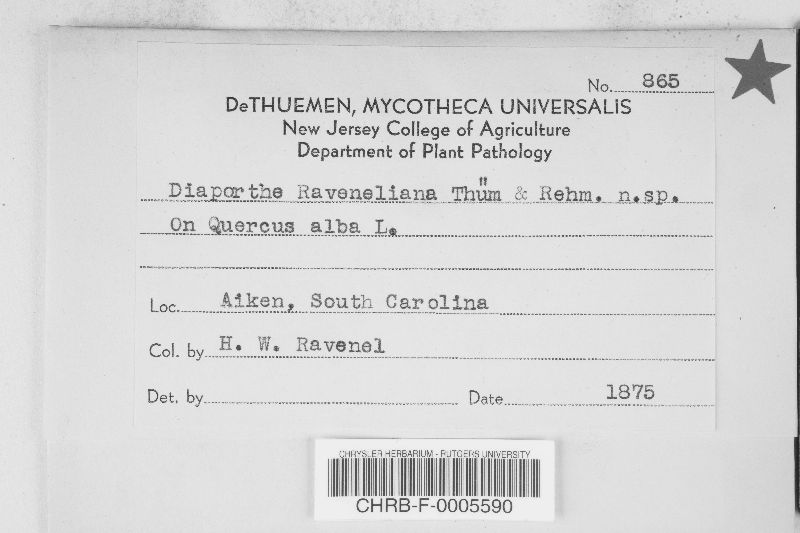 No. 865
DeTHUEMEN, MYCOTHECA UNIVERSALIS
New Jersey College of Agriculture
Department of Plant Pathology
Diaporthe Raveneliana Thüm & Rehm. n.sp.
On Quercus alba L.
Loc. Aiken, South Carolina
Col. by H. W. Ravenel
Det. by
Date 1875
CHRYSLER HERBARIUM - RUTGERS UNIVERSITY
CHRB-F-0005590